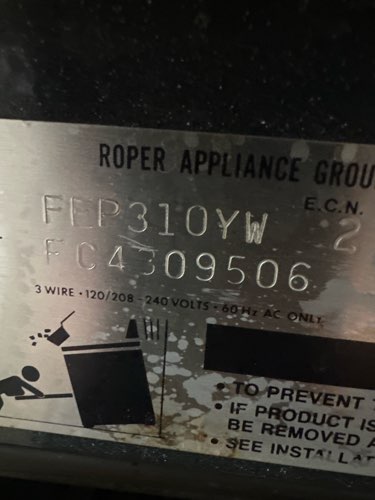 ROPER APPLIANCE GROU
E.C.N.
FEP310YW 2
FC4309506
3 WIRE • 120/208 - 240 VOLTS • 60 Hz AC ONLY.
• TO PREVENT
• IF PRODUCT IS
BE REMOVED A
• SEE INSTALLAT